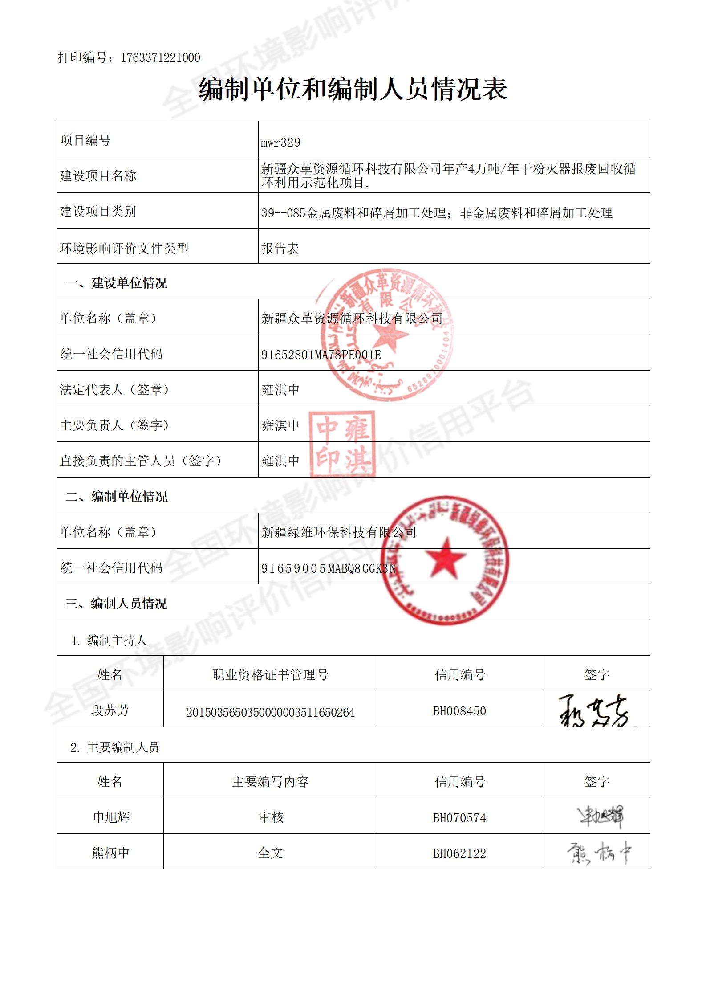 打印编号：1763371221000
编制单位和编制人员情况表
项目编号 mwr329
建设项目名称 新疆众革资源循环科技有限公司年产4万吨/年干粉灭器报废回收循
环利用示范化项目.
建设项目类别 39--085金属废料和碎屑加工处理；非金属废料和碎屑加工处理
环境影响评价文件类型 报告表
一、建设单位情况
单位名称（盖章） 新疆众革资源循环科技有限公司
统一社会信用代码 91652801MA78PE001E
法定代表人（签章） 雍淇中
主要负责人（签字） 雍淇中
直接负责的主管人员（签字） 雍淇中
二、编制单位情况
单位名称（盖章） 新疆绿维环保科技有限公司
统一社会信用代码 91659005MABQ8GGK3N
三、编制人员情况
1. 编制主持人
姓名 职业资格证书管理号 信用编号 签字
段苏芳 2015035650350000003511650264 BH008450 段苏芳
2. 主要编制人员
姓名 主要编写内容 信用编号 签字
申旭辉 审核 BH070574 申旭辉
熊柄中 全文 BH062122 熊柄中
新疆众革资源循环科技
有限公司
6528970001404
雍淇中印
新疆绿维环保科技有限公司
全国环境影响评价信用平台